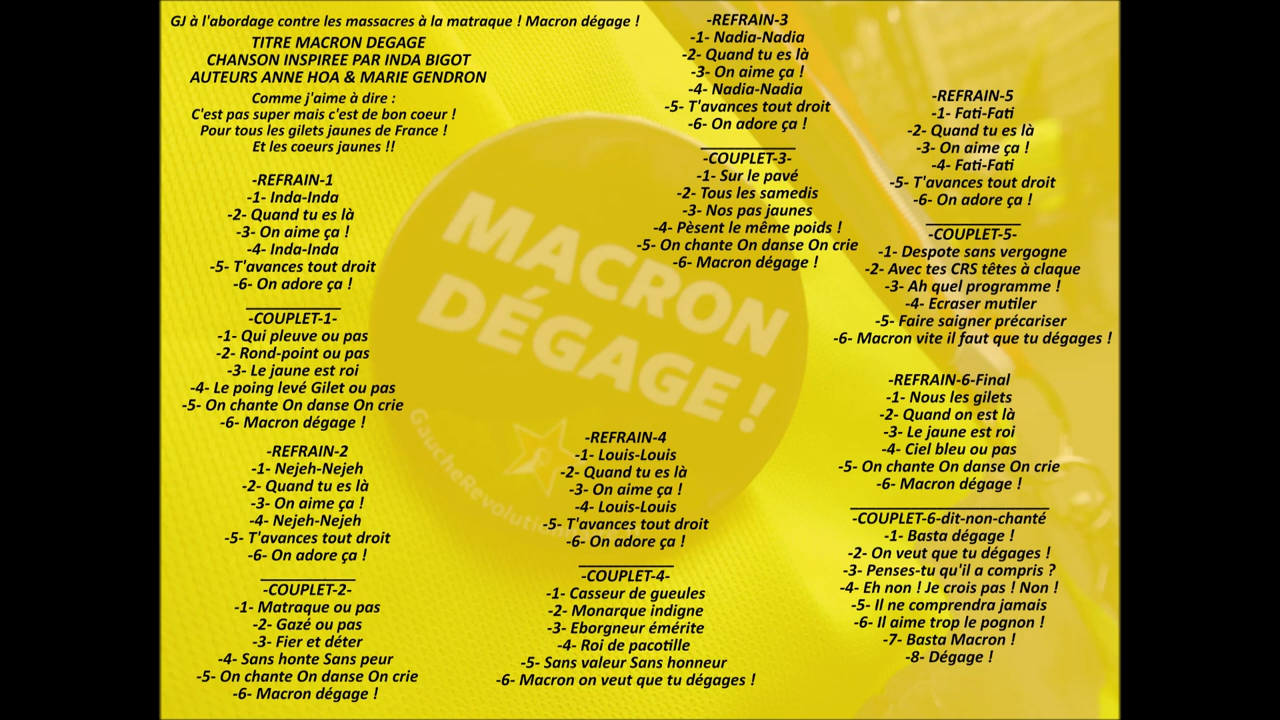 GJ à l'abordage contre les massacres à la matraque ! Macron dégage !
TITRE MACRON DEGAGE
CHANSON INSPIREE PAR INDA BIGOT
AUTEURS ANNE HOA & MARIE GENDRON
Comme j'aime à dire :
C'est pas super mais c'est de bon coeur !
Pour tous les gilets jaunes de France !
Et les coeurs jaunes !!
-REFRAIN-1
-1- Inda-Inda
-2- Quand tu es là
-3- On aime ça !
-4- Inda-Inda
-5- T'avances tout droit
-6- On adore ça !
-COUPLET-1-
-1- Qui pleuve ou pas
-2- Rond-point ou pas
-3- Le jaune est roi
-4- Le poing levé Gilet ou pas
-5- On chante On danse On crie
-6- Macron dégage !
-REFRAIN-2
-1- Nejeh-Nejeh
-2- Quand tu es là
-3- On aime ça !
-4- Nejeh-Nejeh
-5- T'avances tout droit
-6- On adore ça !
-COUPLET-2-
-1- Matraque ou pas
-2- Gazé ou pas
-3- Fier et déter
-4- Sans honte Sans peur
-5- On chante On danse On crie
-6- Macron dégage !
-REFRAIN-3
-1- Nadia-Nadia
-2- Quand tu es là
-3- On aime ça !
-4- Nadia-Nadia
-5- T'avances tout droit
-6- On adore ça !
-COUPLET-3-
-1- Sur le pavé
-2- Tous les samedis
-3- Nos pas jaunes
-4- Pèsent le même poids !
-5- On chante On danse On crie
-6- Macron dégage !
MACRON
DÉGAGE !
GaucheRevolution
-REFRAIN-4
-1- Louis-Louis
-2- Quand tu es là
-3- On aime ça !
-4- Louis-Louis
-5- T'avances tout droit
-6- On adore ça !
-COUPLET-4-
-1- Casseur de gueules
-2- Monarque indigne
-3- Eborgneur émérite
-4- Roi de pacotille
-5- Sans valeur Sans honneur
-6- Macron on veut que tu dégages !
-REFRAIN-5
-1- Fati-Fati
-2- Quand tu es là
-3- On aime ça !
-4- Fati-Fati
-5- T'avances tout droit
-6- On adore ça !
-COUPLET-5-
-1- Despote sans vergogne
-2- Avec tes CRS têtes à claque
-3- Ah quel programme !
-4- Ecraser mutiler
-5- Faire saigner précariser
-6- Macron vite il faut que tu dégages !
-REFRAIN-6-Final
-1- Nous les gilets
-2- Quand on est là
-3- Le jaune est roi
-4- Ciel bleu ou pas
-5- On chante On danse On crie
-6- Macron dégage !
-COUPLET-6-dit-non-chanté
-1- Basta dégage !
-2- On veut que tu dégages !
-3- Penses-tu qu'il a compris ?
-4- Eh non ! Je crois pas ! Non !
-5- Il ne comprendra jamais
-6- Il aime trop le pognon !
-7- Basta Macron !
-8- Dégage !